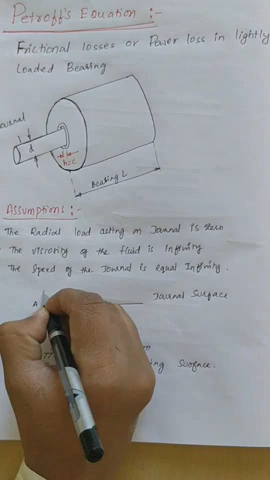 Petroff's Equation :-
Frictional losses or Power loss in lightly
Loaded Bearing
Journal
d
h=c
Bearing L
Assumptions :-
The Radial load acting on Journal is zero
The viscosity of the fluid is Infinity
The Speed of the Journal is equal Infinity.
A
Journal Surface
Surface.